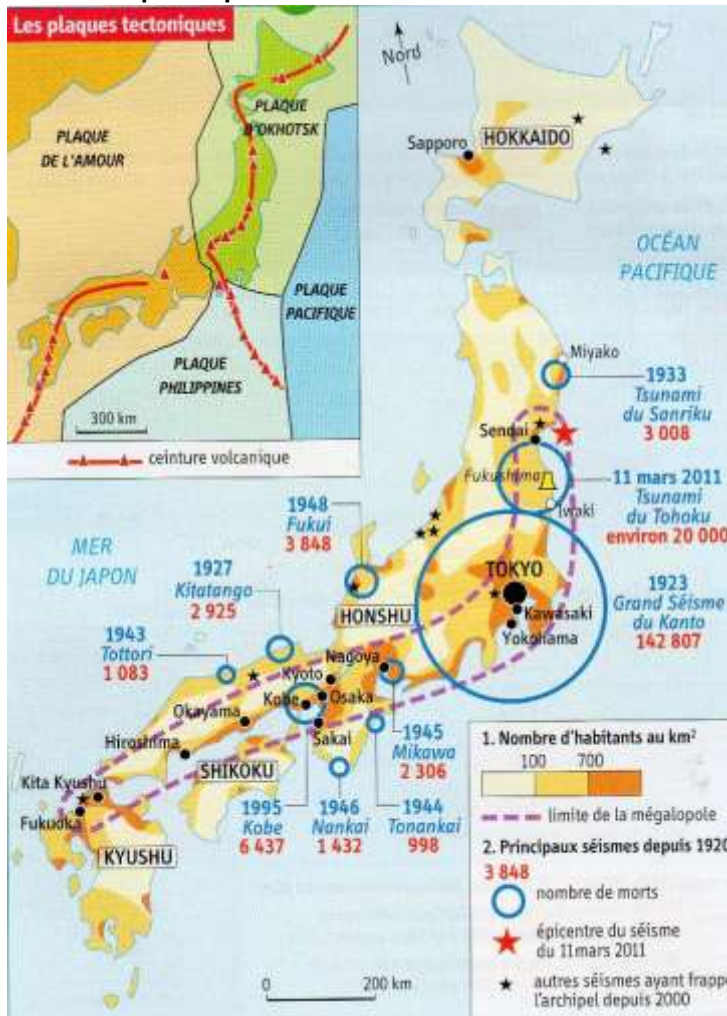 Les plaques tectoniques
PLAQUE
D'OKHOTSK
PLAQUE
DE L'AMOUR
PLAQUE
PACIFIQUE
PLAQUE
PHILIPPINES
300 km
ceinture volcanique
Nord
Sapporo
HOKKAIDO
OCÉAN
PACIFIQUE
Miyako
1933
Tsunami
du Sanriku
3 008
Sendai
Fukushima
Iwaki
11 mars 2011
Tsunami
du Tohoku
environ 20 000
1948
Fukui
3 848
MER
DU JAPON
1927
Kitatango
2 925
TOKYO
Kawasaki
Yokohama
1923
Grand Séisme
du Kanto
142 807
HONSHU
1943
Tottori
1 083
Nagoya
Kyoto
Kobe
Osaka
Okayama
Sakai
Hiroshima
1945
Mikawa
2 306
SHIKOKU
Kita Kyushu
Fukuoka
KYUSHU
1995
Kobe
6 437
1946
Nankai
1 432
1944
Tonankai
998
1. Nombre d'habitants au km²
100 700
limite de la mégalopole
2. Principaux séismes depuis 1920
3 848
nombre de morts
épicentre du séisme
du 11mars 2011
autres séismes ayant frappé
l'archipel depuis 2000
0 200 km